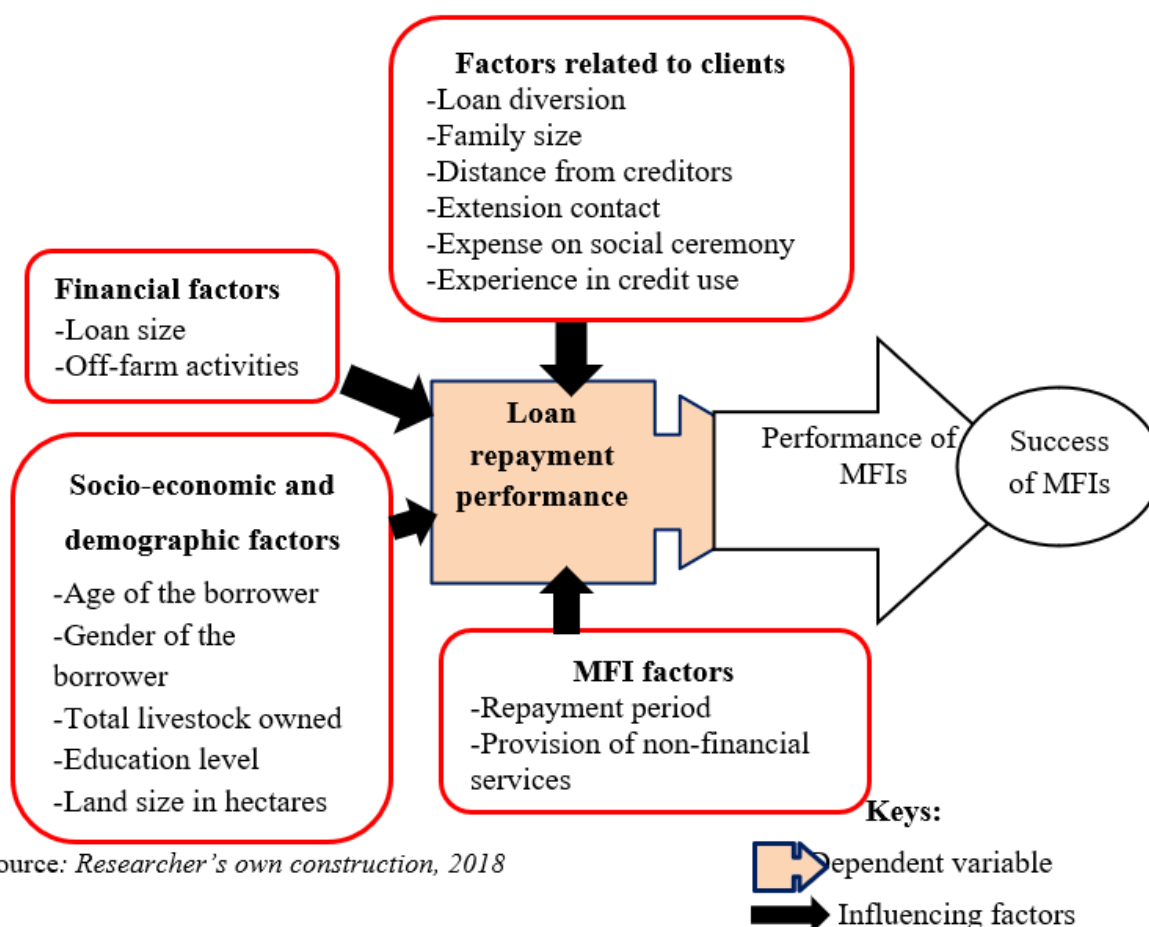 Factors related to clients
-Loan diversion
-Family size
-Distance from creditors
-Extension contact
-Expense on social ceremony
-Experience in credit use
Financial factors
-Loan size
-Off-farm activities
Loan
repayment
performance
Performance of
MFIs
Success
of MFIs
Socio-economic and
demographic factors
-Age of the borrower
-Gender of the
borrower
-Total livestock owned
-Education level
-Land size in hectares
MFI factors
-Repayment period
-Provision of non-financial
services
Keys:
ource: Researcher's own construction, 2018
Dependent variable
Influencing factors